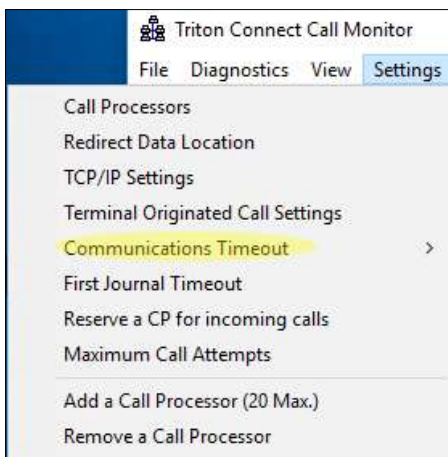 Triton Connect Call Monitor
File Diagnostics View Settings
Call Processors
Redirect Data Location
TCP/IP Settings
Terminal Originated Call Settings
Communications Timeout >
First Journal Timeout
Reserve a CP for incoming calls
Maximum Call Attempts
Add a Call Processor (20 Max.)
Remove a Call Processor